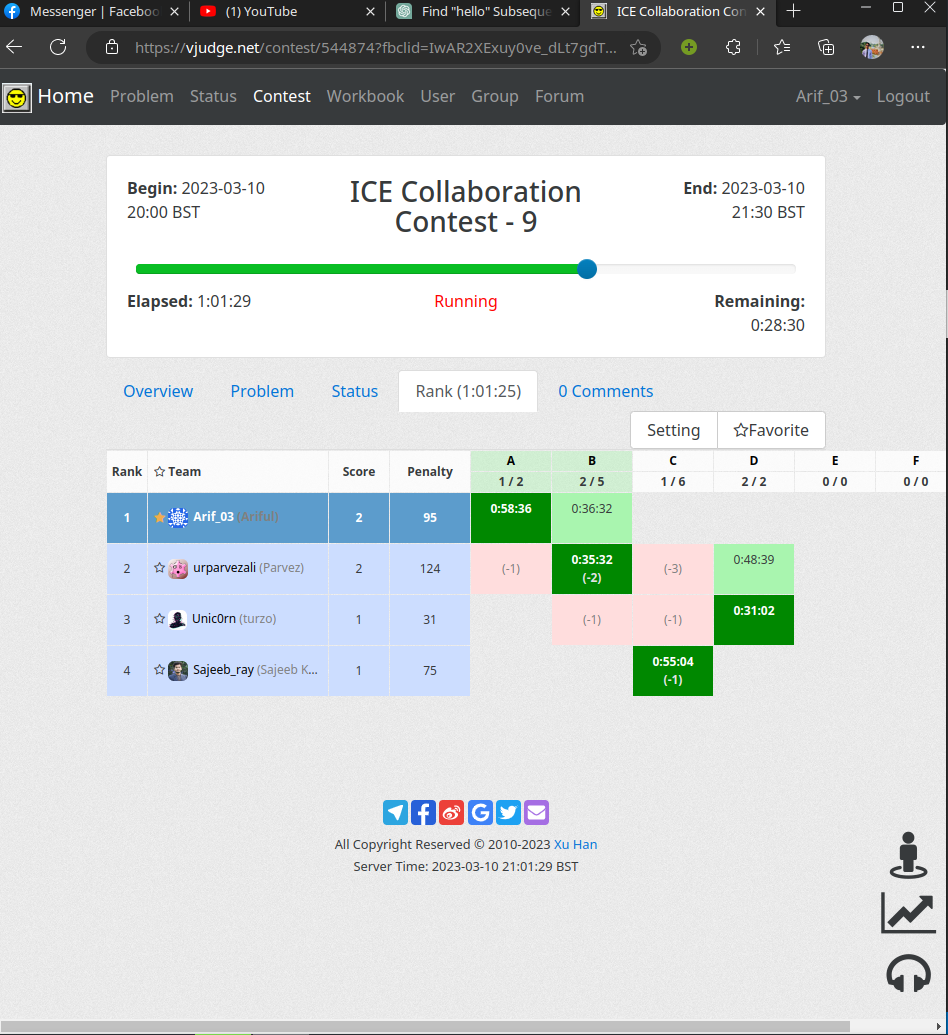 Messenger | Faceboo
(1) YouTube
Find "hello" Subseque
ICE Collaboration Con
https://vjudge.net/contest/544874?fbclid=IwAR2XExuy0ve_dLt7gdT...
Home Problem Status Contest Workbook User Group Forum Arif_03 Logout
Begin: 2023-03-10
20:00 BST
ICE Collaboration
Contest - 9
End: 2023-03-10
21:30 BST
Elapsed: 1:01:29
Running
Remaining:
0:28:30
Overview Problem Status Rank (1:01:25) 0 Comments
Setting Favorite
Rank Team Score Penalty A B C D E F
1 / 2 2 / 5 1 / 6 2 / 2 0 / 0 0 / 0
1 Arif_03 (Ariful) 2 95 0:58:36 0:36:32
2 urparvezali (Parvez) 2 124 (-1) 0:35:32 (-3) 0:48:39
(-2)
3 Unic0rn (turzo) 1 31 (-1) (-1) 0:31:02
4 Sajeeb_ray (Sajeeb K... 1 75 0:55:04
(-1)
All Copyright Reserved © 2010-2023 Xu Han
Server Time: 2023-03-10 21:01:29 BST